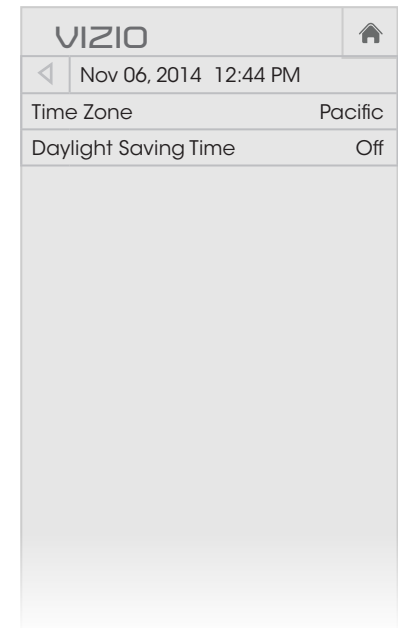 VIZIO
Nov 06, 2014 12:44 PM
Time Zone Pacific
Daylight Saving Time Off